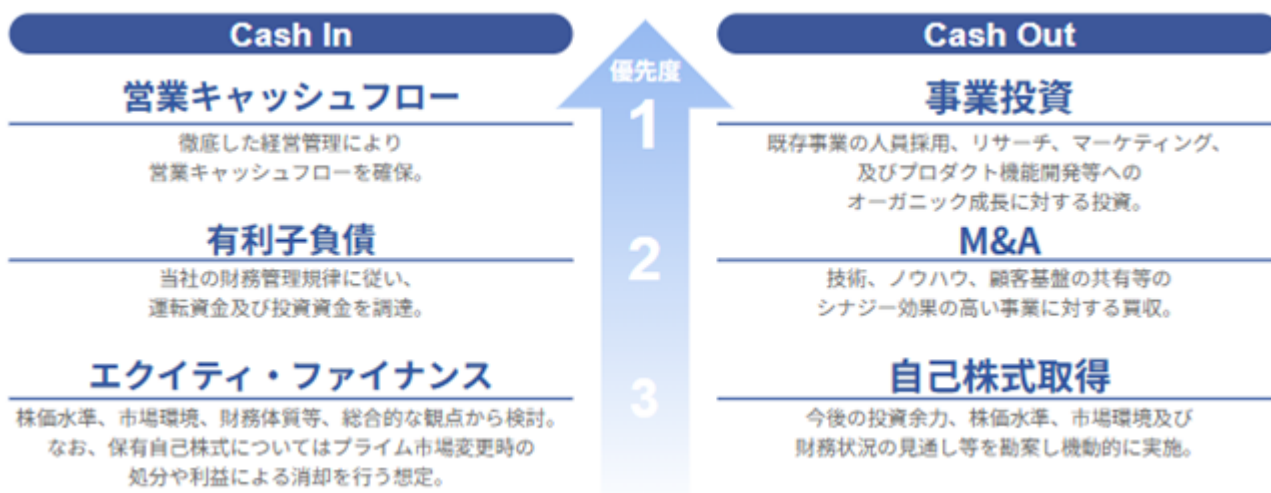 Cash In
営業キャッシュフロー
徹底した経営管理により
営業キャッシュフローを確保。
有利子負債
当社の財務管理規律に従い、
運転資金及び投資資金を調達。
エクイティ・ファイナンス
株価水準、市場環境、財務体質等、総合的な観点から検討。
なお、保有自己株式についてはプライム市場変更時の
処分や利益による消却を行う想定。
優先度
1
2
3
Cash Out
事業投資
既存事業の人員採用、リサーチ、マーケティング、
及びプロダクト機能開発等への
オーガニック成長に対する投資。
M&A
技術、ノウハウ、顧客基盤の共有等の
シナジー効果の高い事業に対する買収。
自己株式取得
今後の投資余力、株価水準、市場環境及び
財務状況の見通し等を勘案し機動的に実施。